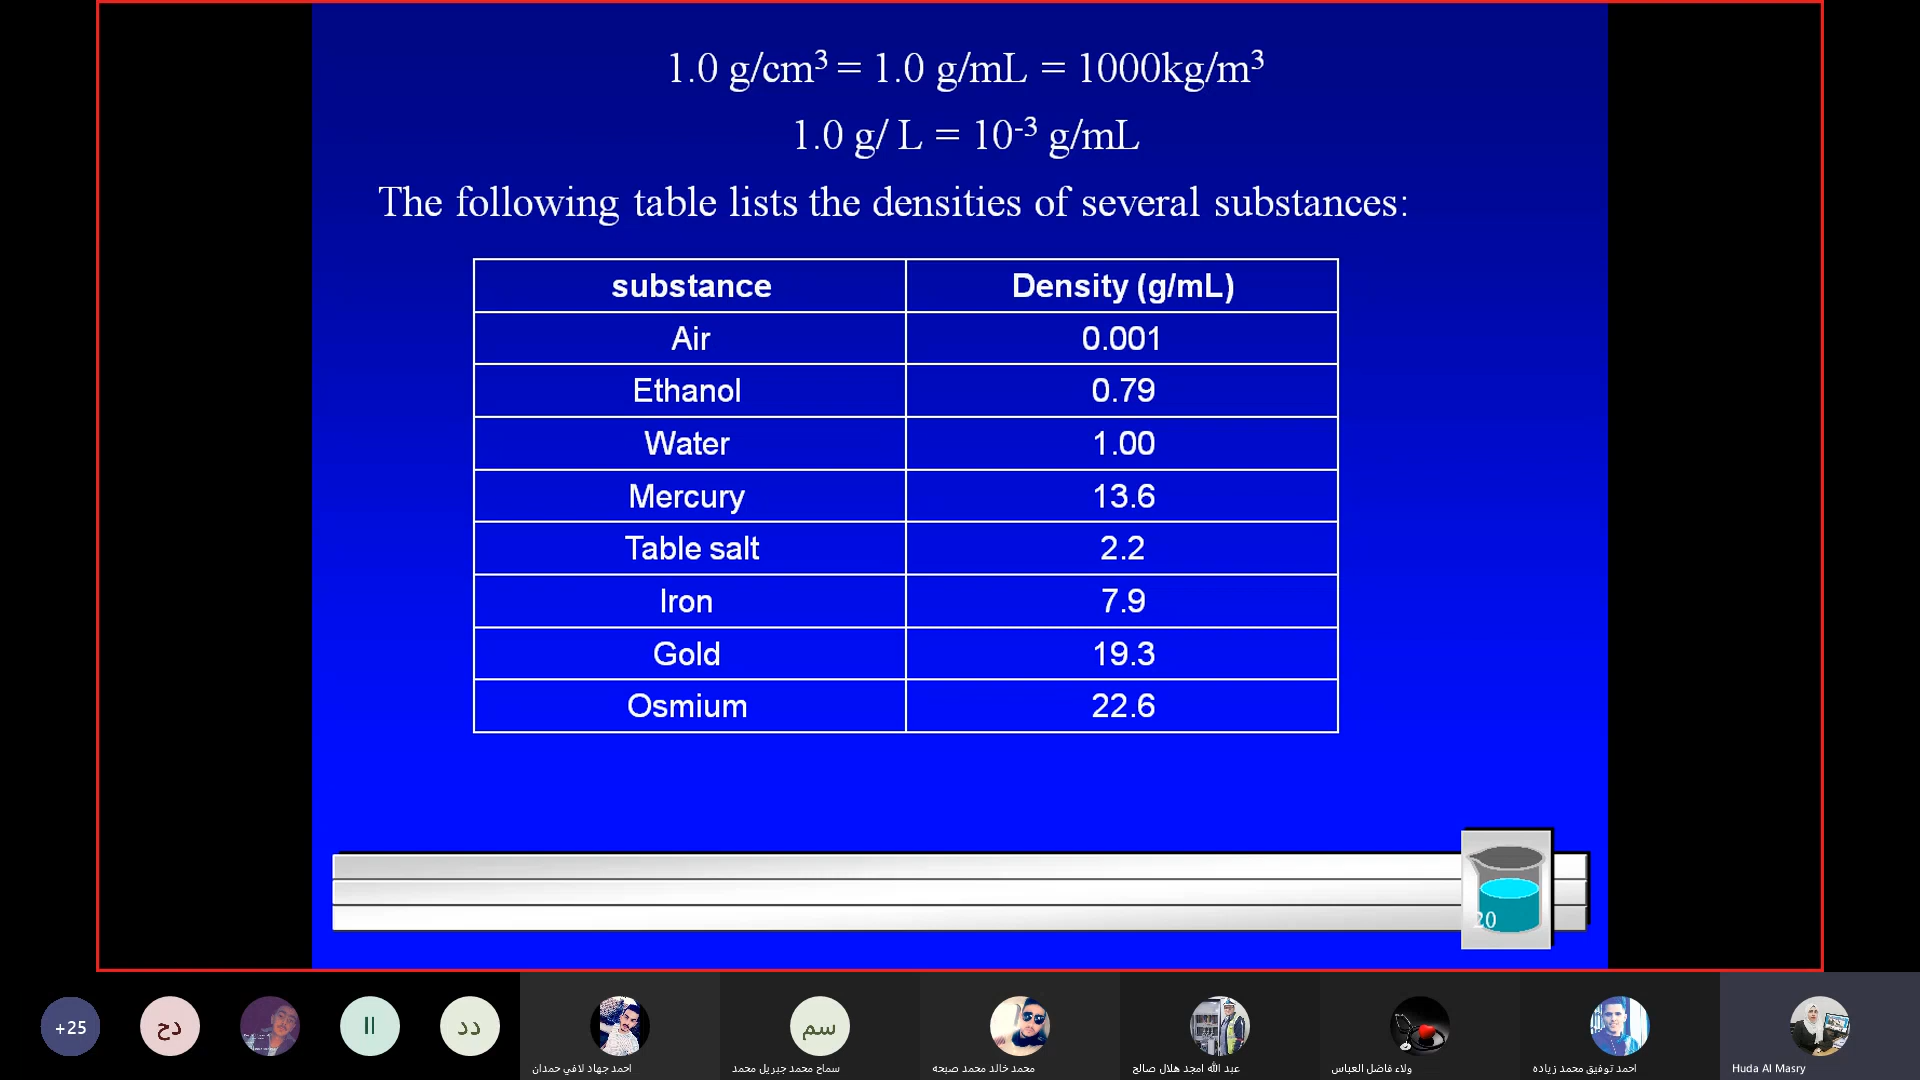 1.0 g/cm³ = 1.0 g/mL = 1000kg/m³
1.0 g/ L = 10⁻³ g/mL
The following table lists the densities of several substances:
substance Density (g/mL)
Air 0.001
Ethanol 0.79
Water 1.00
Mercury 13.6
Table salt 2.2
Iron 7.9
Gold 19.3
Osmium 22.6
20
+25 دح اا دد سم
احمد جهاد لافي حمدان
سماح محمد جبريل محمد
محمد خالد محمد صبحه
عبد الله امجد هلال صالح
ولاء فاضل العباس
احمد توفيق محمد زياده
Huda Al Masry